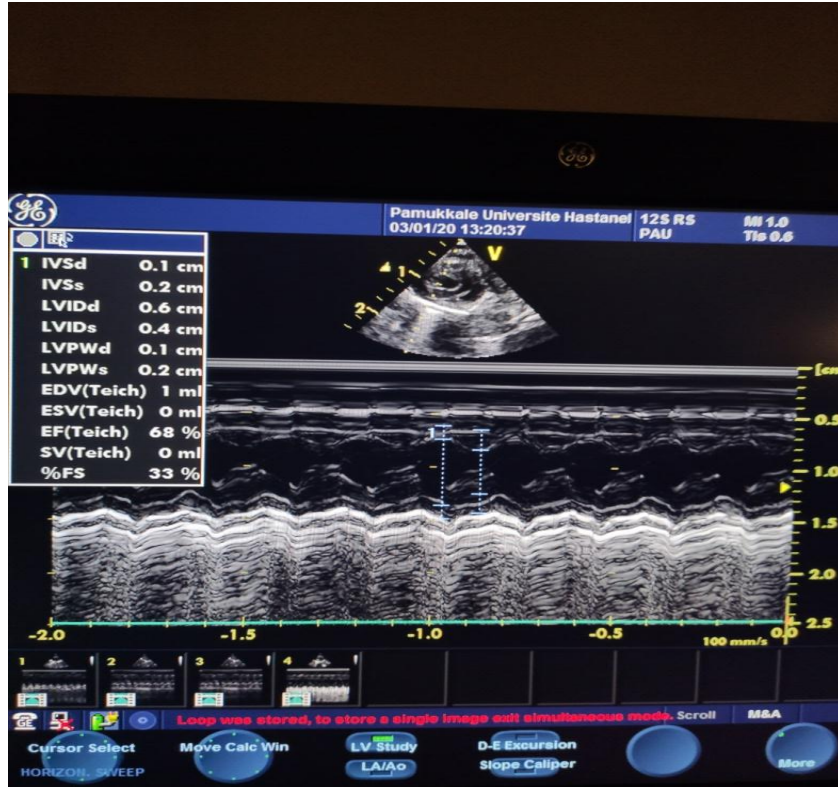 GE
GE
Pamukkale Universite Hastanel
03/01/20 13:20:37
12S RS
PAU
MI 1.0
TIs 0.6
1 IVSd 0.1 cm
IVSs 0.2 cm
LVIDd 0.6 cm
LVIDs 0.4 cm
LVPWd 0.1 cm
LVPWs 0.2 cm
EDV(Teich) 1 ml
ESV(Teich) 0 ml
EF(Teich) 68 %
SV(Teich) 0 ml
%FS 33 %
V
1
2
1
0.5
1.0
2.0
2.5
-2.0
-1.5
-1.0
-0.5
0.0
100 mm/s
1
2
3
4
Loop was stored, to store a single image exit simultaneous mode.
Scroll
M&A
Cursor Select
Move Calc Win
LV Study
D-E Excursion
HORIZON. SWEEP
LA/Ao
Slope Caliper
More